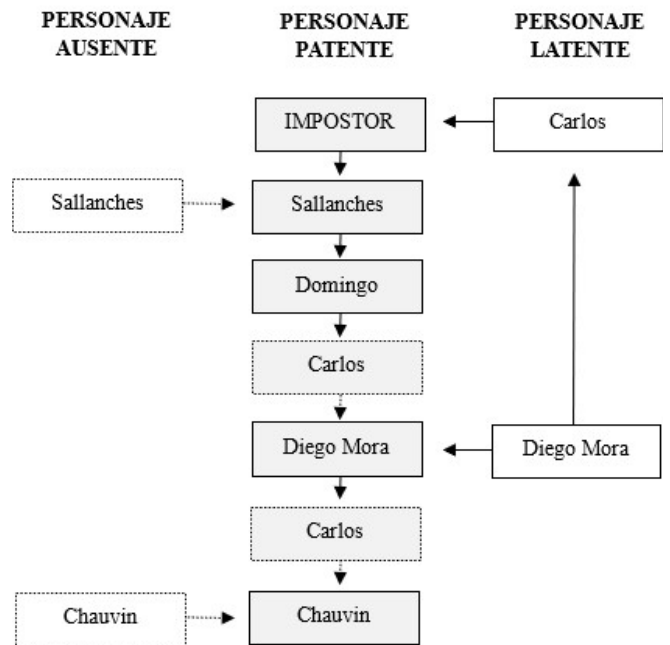 PERSONAJE
AUSENTE
PERSONAJE
PATENTE
PERSONAJE
LATENTE
IMPOSTOR
Carlos
Sallanches
Sallanches
Domingo
Carlos
Diego Mora
Diego Mora
Carlos
Chauvin
Chauvin